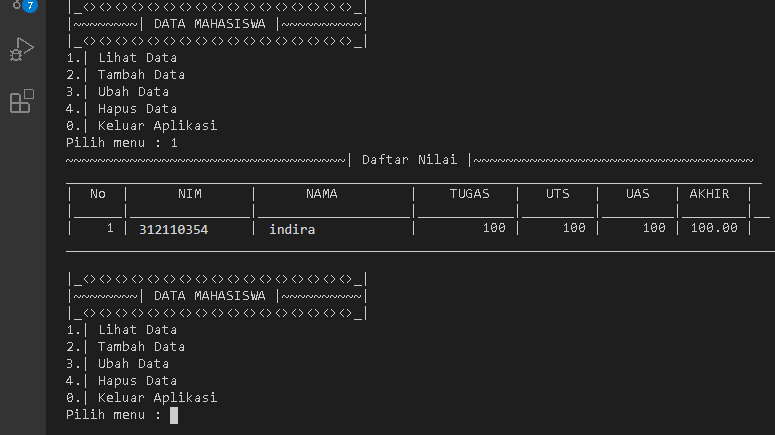 7
|_<><><><><><><><><><><><><><><><><>_|
|~~~~~~~~| DATA MAHASISWA |~~~~~~~~~~|
|_<><><><><><><><><><><><><><><><><>_|
1.| Lihat Data
2.| Tambah Data
3.| Ubah Data
4.| Hapus Data
0.| Keluar Aplikasi
Pilih menu : 1
~~~~~~~~~~~~~~~~~~~~~~~~~~~~~~~~~~~| Daftar Nilai |~~~~~~~~~~~~~~~~~~~~~~~~~~~~~~~~~~~
| No | NIM | NAMA | TUGAS | UTS | UAS | AKHIR |
| 1 | 312110354 | indira | 100 | 100 | 100 | 100.00 |
|_<><><><><><><><><><><><><><><><><>_|
|~~~~~~~~| DATA MAHASISWA |~~~~~~~~~~|
|_<><><><><><><><><><><><><><><><><>_|
1.| Lihat Data
2.| Tambah Data
3.| Ubah Data
4.| Hapus Data
0.| Keluar Aplikasi
Pilih menu :